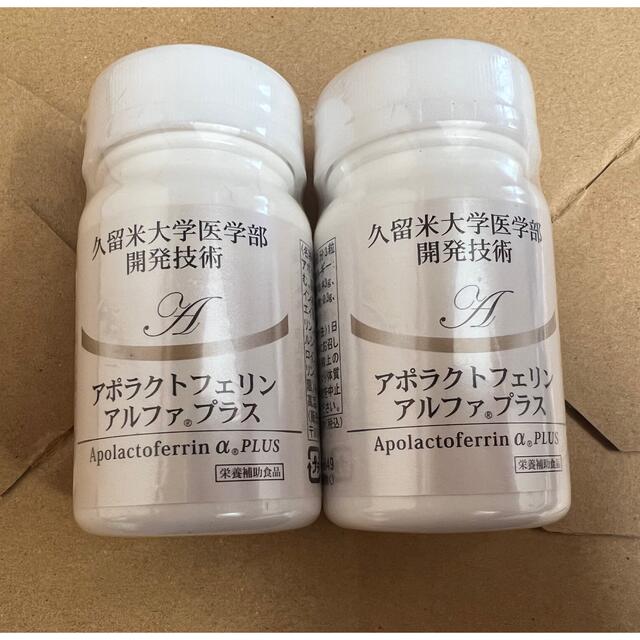 久留米大学医学部
開発技術
A
アポラクトフェリン
アルファ®プラス
Apolactoferrin α® PLUS
栄養補助食品
久留米大学医学部
開発技術
A
アポラクトフェリン
アルファ®プラス
Apolactoferrin α® PLUS
栄養補助食品